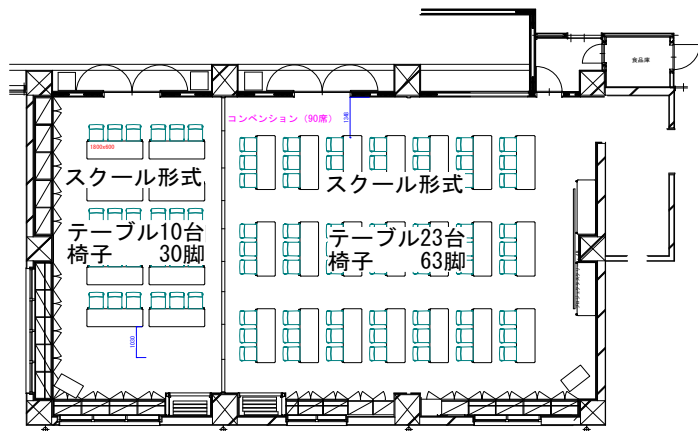 食品庫
コンベンション (90席)
1340
1800x600
スクール形式
テーブル10台
椅子 30脚
スクール形式
テーブル23台
椅子 63脚
1030